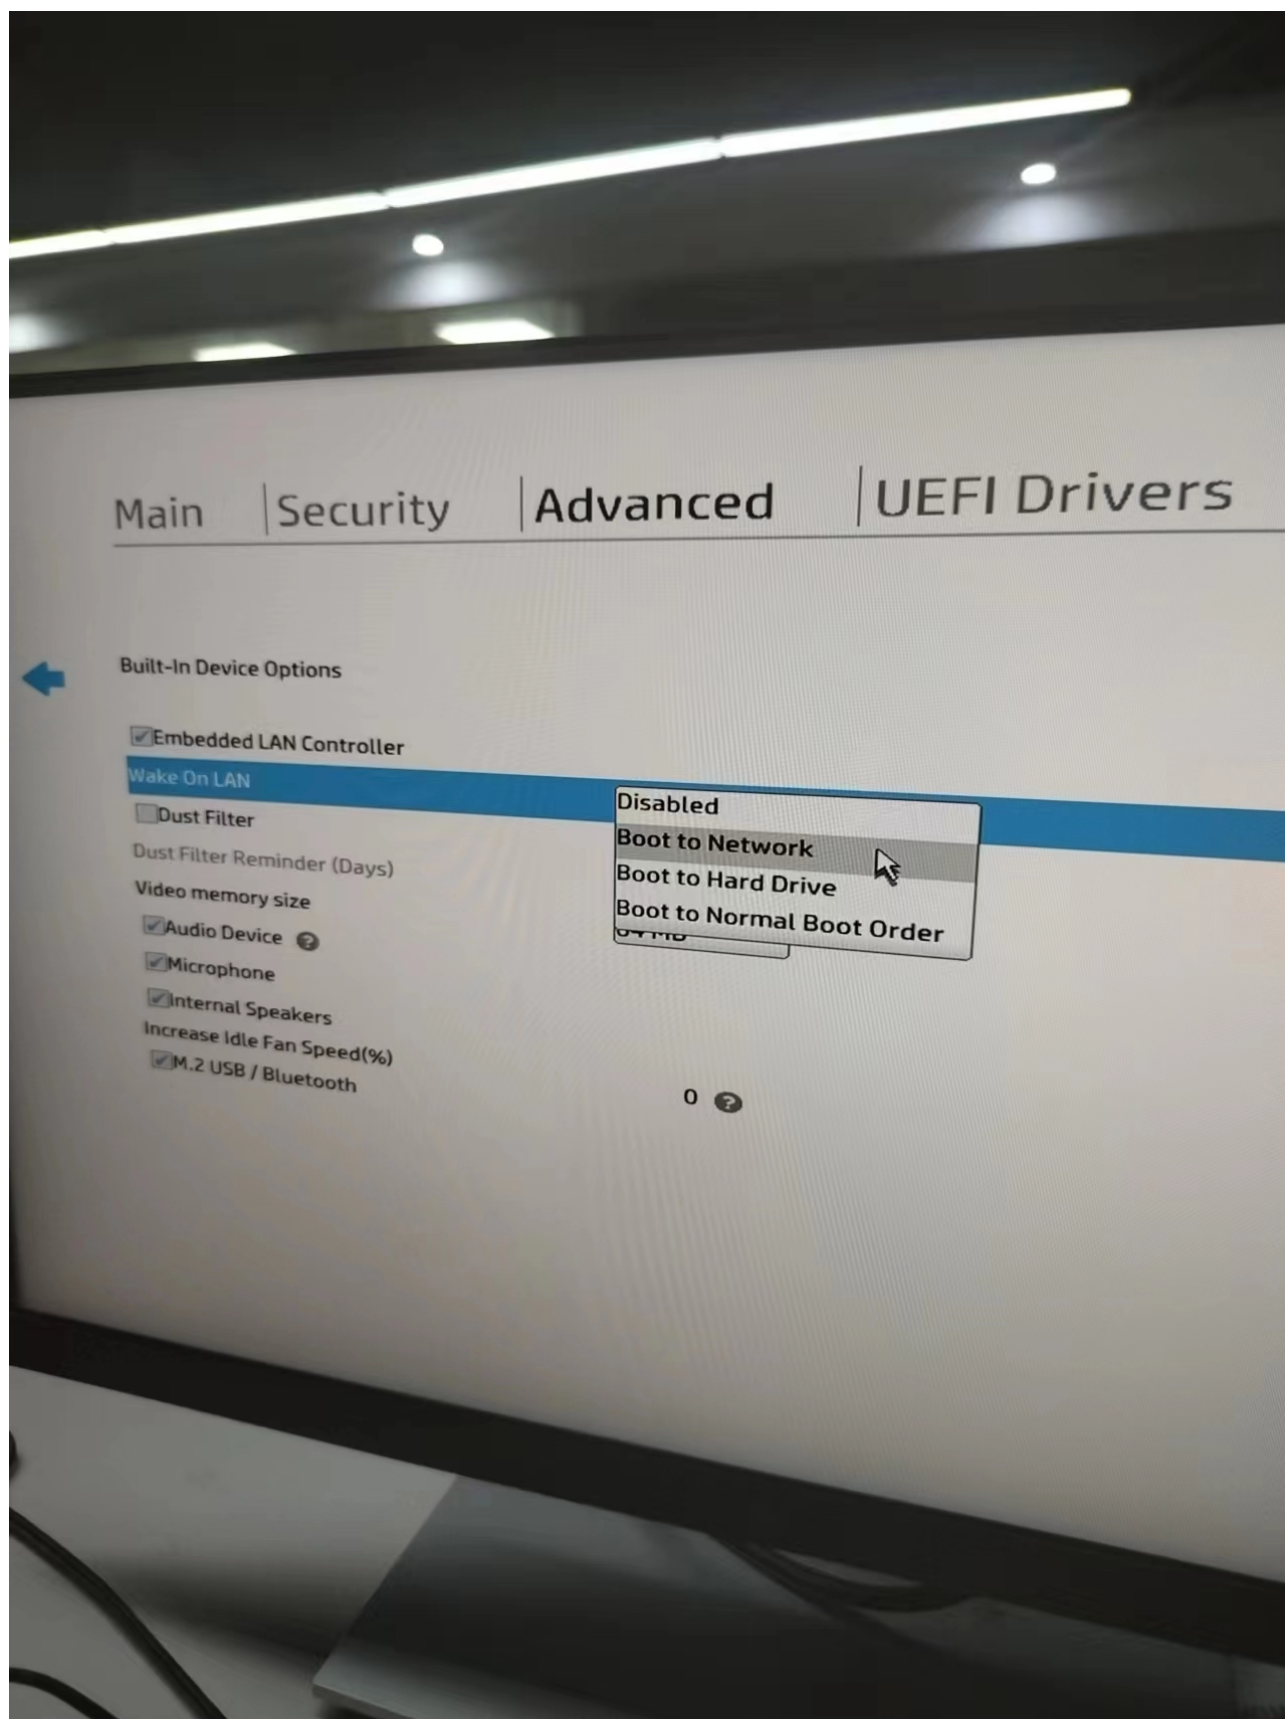 Main
Security
Advanced
UEFI Drivers
Built-In Device Options
Embedded LAN Controller
Wake On LAN
Disabled
Dust Filter
Boot to Network
Dust Filter Reminder (Days)
Boot to Hard Drive
Video memory size
Boot to Normal Boot Order
Audio Device ?
Microphone
Internal Speakers
Increase Idle Fan Speed(%)
M.2 USB / Bluetooth
0 ?